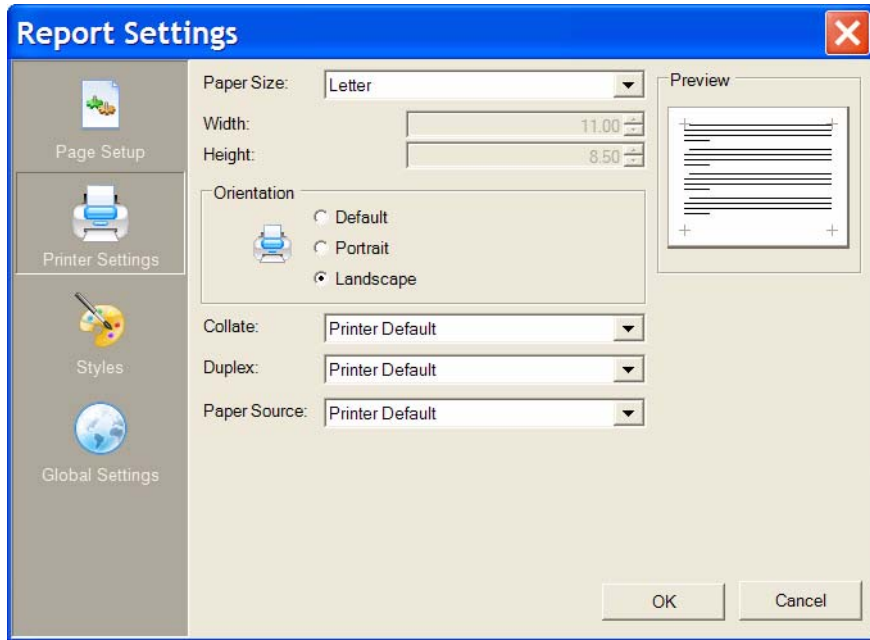 Report Settings
Page Setup
Printer Settings
Styles
Global Settings
Paper Size: Letter
Width: 11.00
Height: 8.50
Orientation
Default
Portrait
Landscape
Collate: Printer Default
Duplex: Printer Default
Paper Source: Printer Default
Preview
OK Cancel